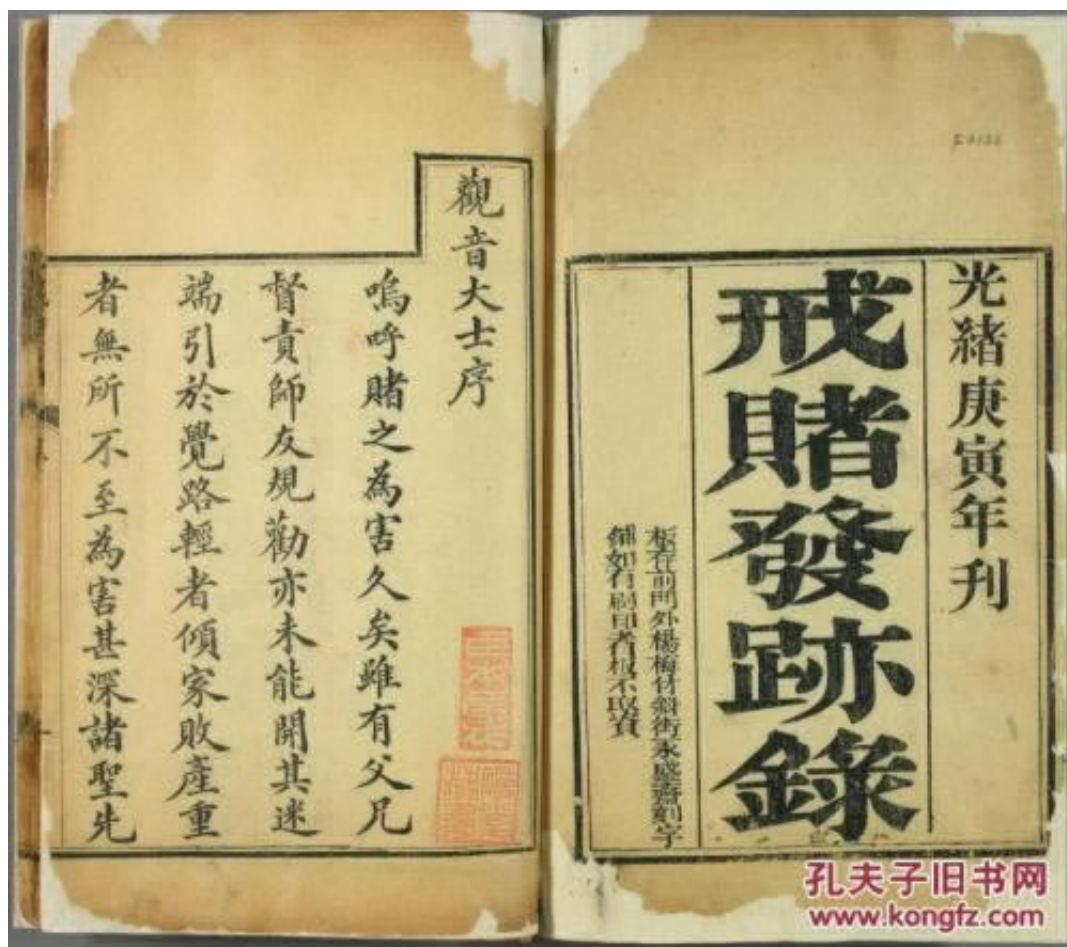 光緒庚寅年刊
戒賭發跡錄
板在前門外楊梅竹斜街永盛齋刻字
鋪如有刷印者板不取資
觀音大士序
嗚呼賭之為害久矣雖有父兄
督責師友規勸亦未能開其迷
端引於覺路輕者傾家敗產重
者無所不至為害甚深諸聖先
孔夫子旧书网
www.kongfz.com